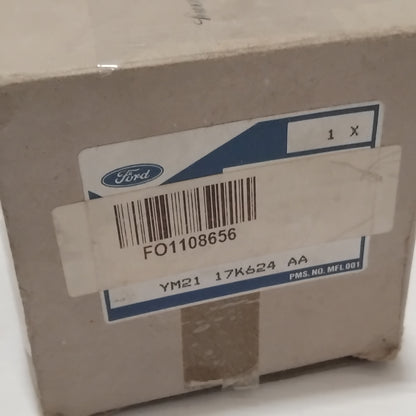 1 X
Ford
FO1108656
YM21 17K624 AA
PMS. NO. MFL001